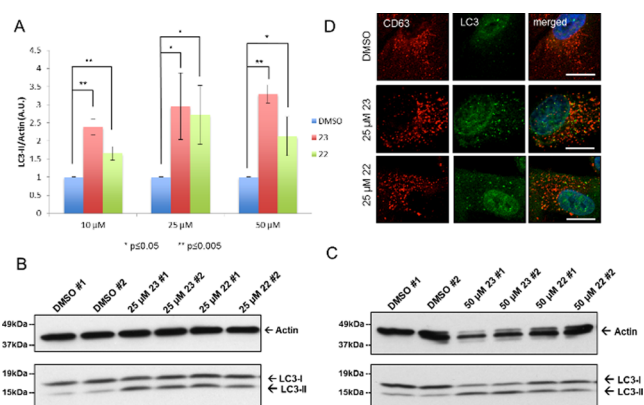 A
4.5
4
3.5
3
2.5
2
1.5
1
0.5
0
LC3-II/Actin (A.U.)
**
**
*
*
*
**
DMSO
23
22
10 µM
25 µM
50 µM
* p≤0.05 ** p≤0.005
D
CD63 LC3 merged
DMSO
25 µM 23
25 µM 22
B
DMSO #1
DMSO #2
25 µM 23 #1
25 µM 23 #2
25 µM 22 #1
25 µM 22 #2
49kDa
37kDa
← Actin
15kDa
← LC3-I
← LC3-II
C
DMSO #1
DMSO #2
50 µM 23 #1
50 µM 23 #2
50 µM 22 #1
50 µM 22 #2
49kDa
37kDa
← Actin
15kDa
← LC3-I
← LC3-II